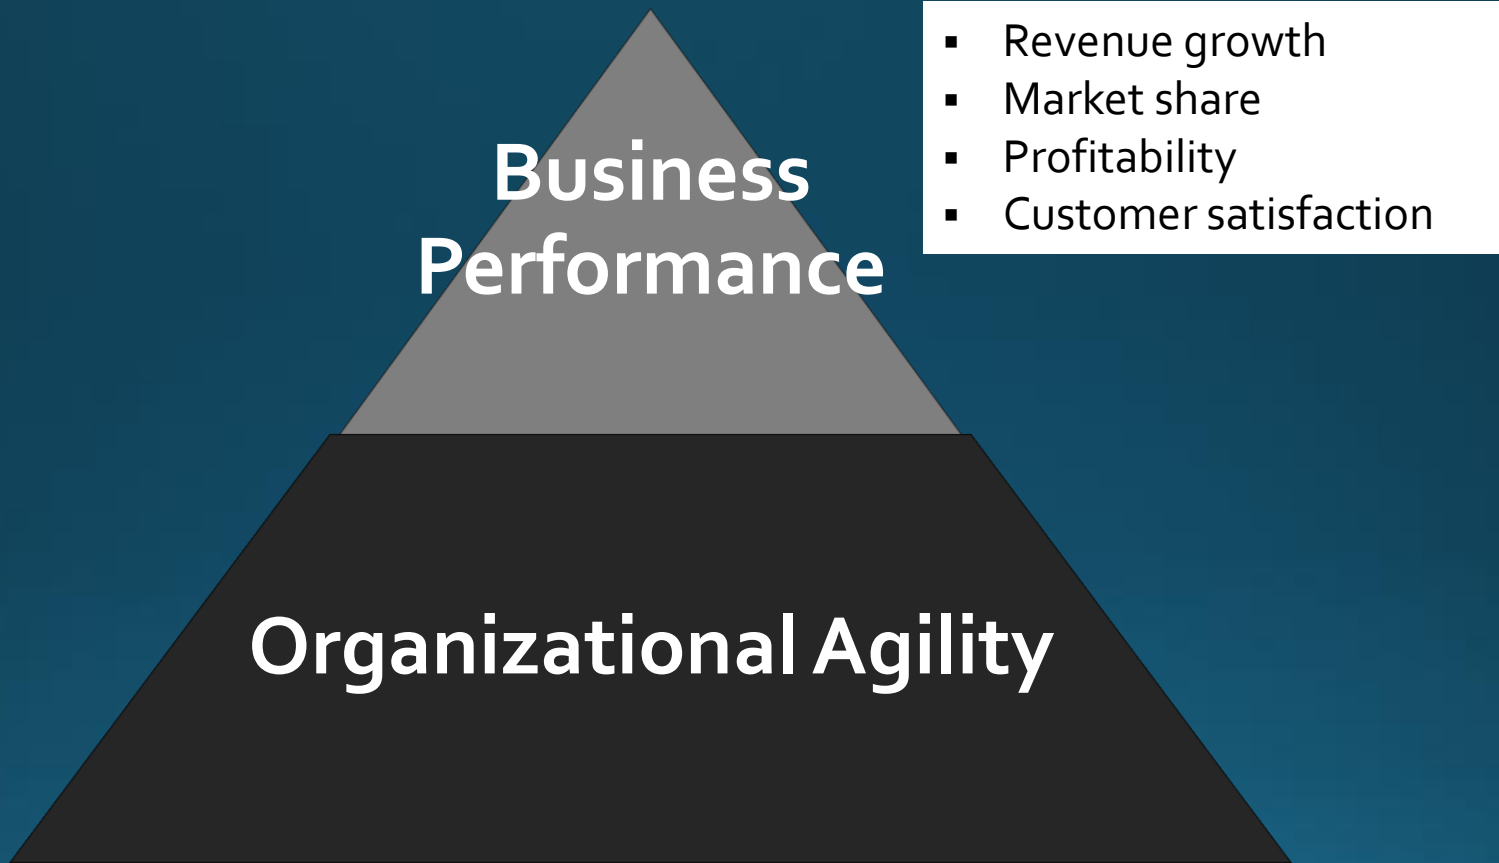 Business
Performance
Organizational Agility
▪ Revenue growth
▪ Market share
▪ Profitability
▪ Customer satisfaction